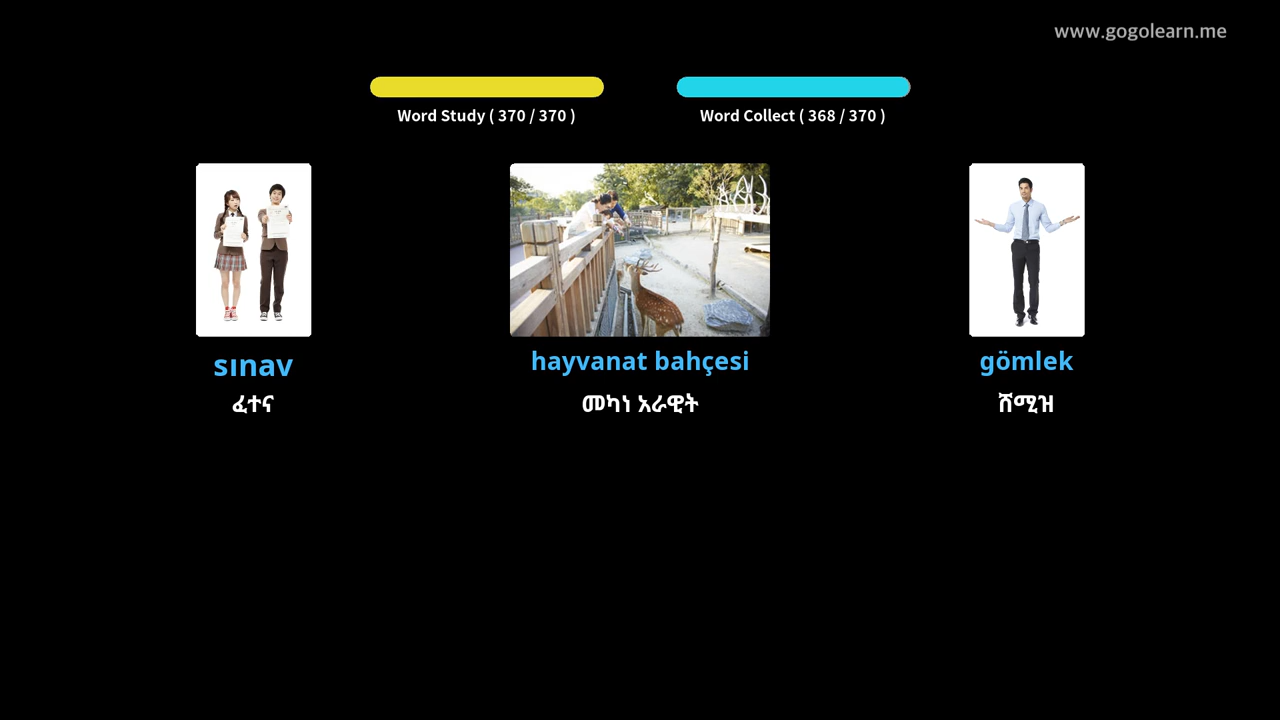 www.gogolearn.me
Word Study ( 370 / 370 )
Word Collect ( 368 / 370 )
sınav
ፈተና
hayvanat bahçesi
መካነ አራዊት
gömlek
ሸሚዝ